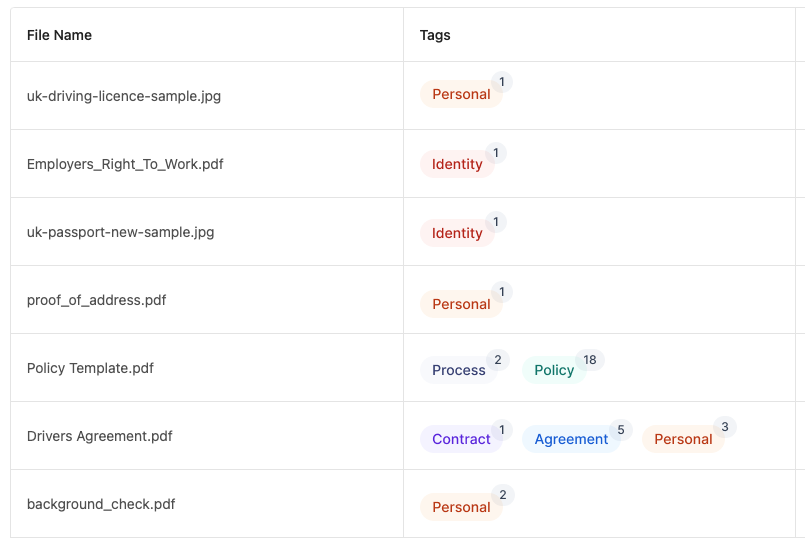 File Name Tags
uk-driving-licence-sample.jpg Personal 1
Employers_Right_To_Work.pdf Identity 1
uk-passport-new-sample.jpg Identity 1
proof_of_address.pdf Personal 1
Policy Template.pdf Process 2 Policy 18
Drivers Agreement.pdf Contract 1 Agreement 5 Personal 3
background_check.pdf Personal 2